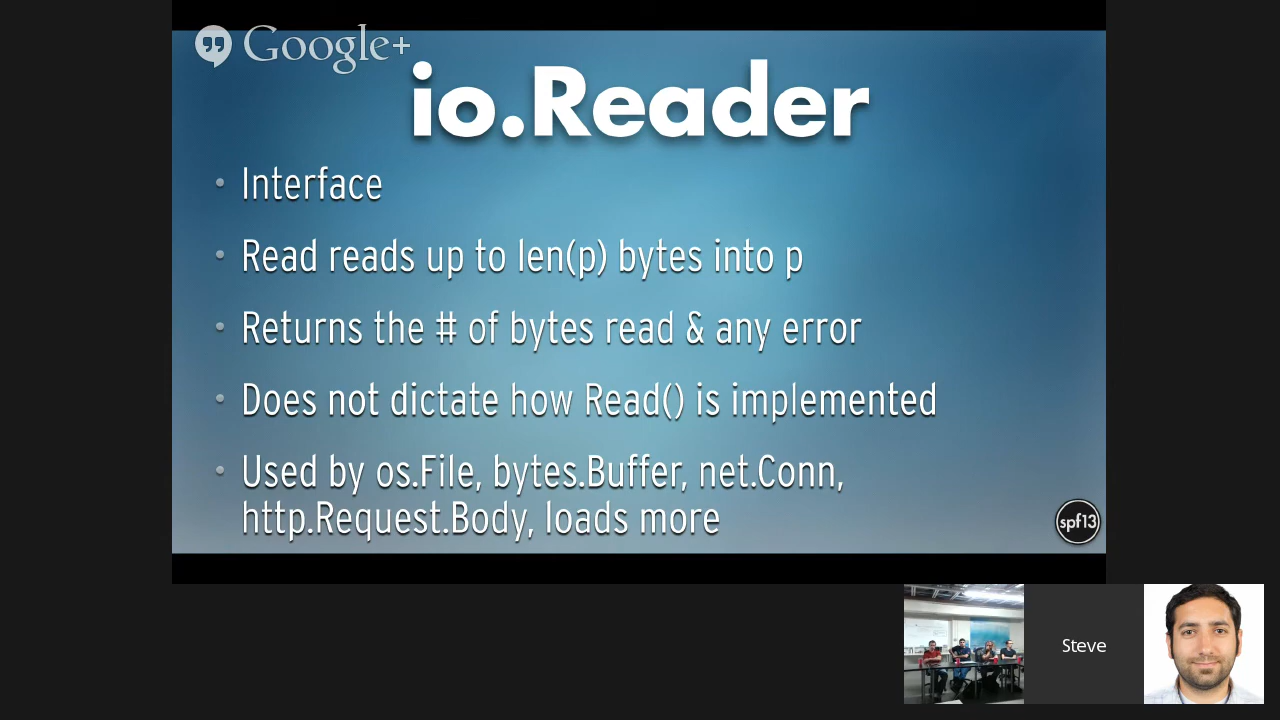 Google+
io.Reader
• Interface
• Read reads up to len(p) bytes into p
• Returns the # of bytes read & any error
• Does not dictate how Read() is implemented
• Used by os.File, bytes.Buffer, net.Conn,
http.Request.Body, loads more
spf13
Steve